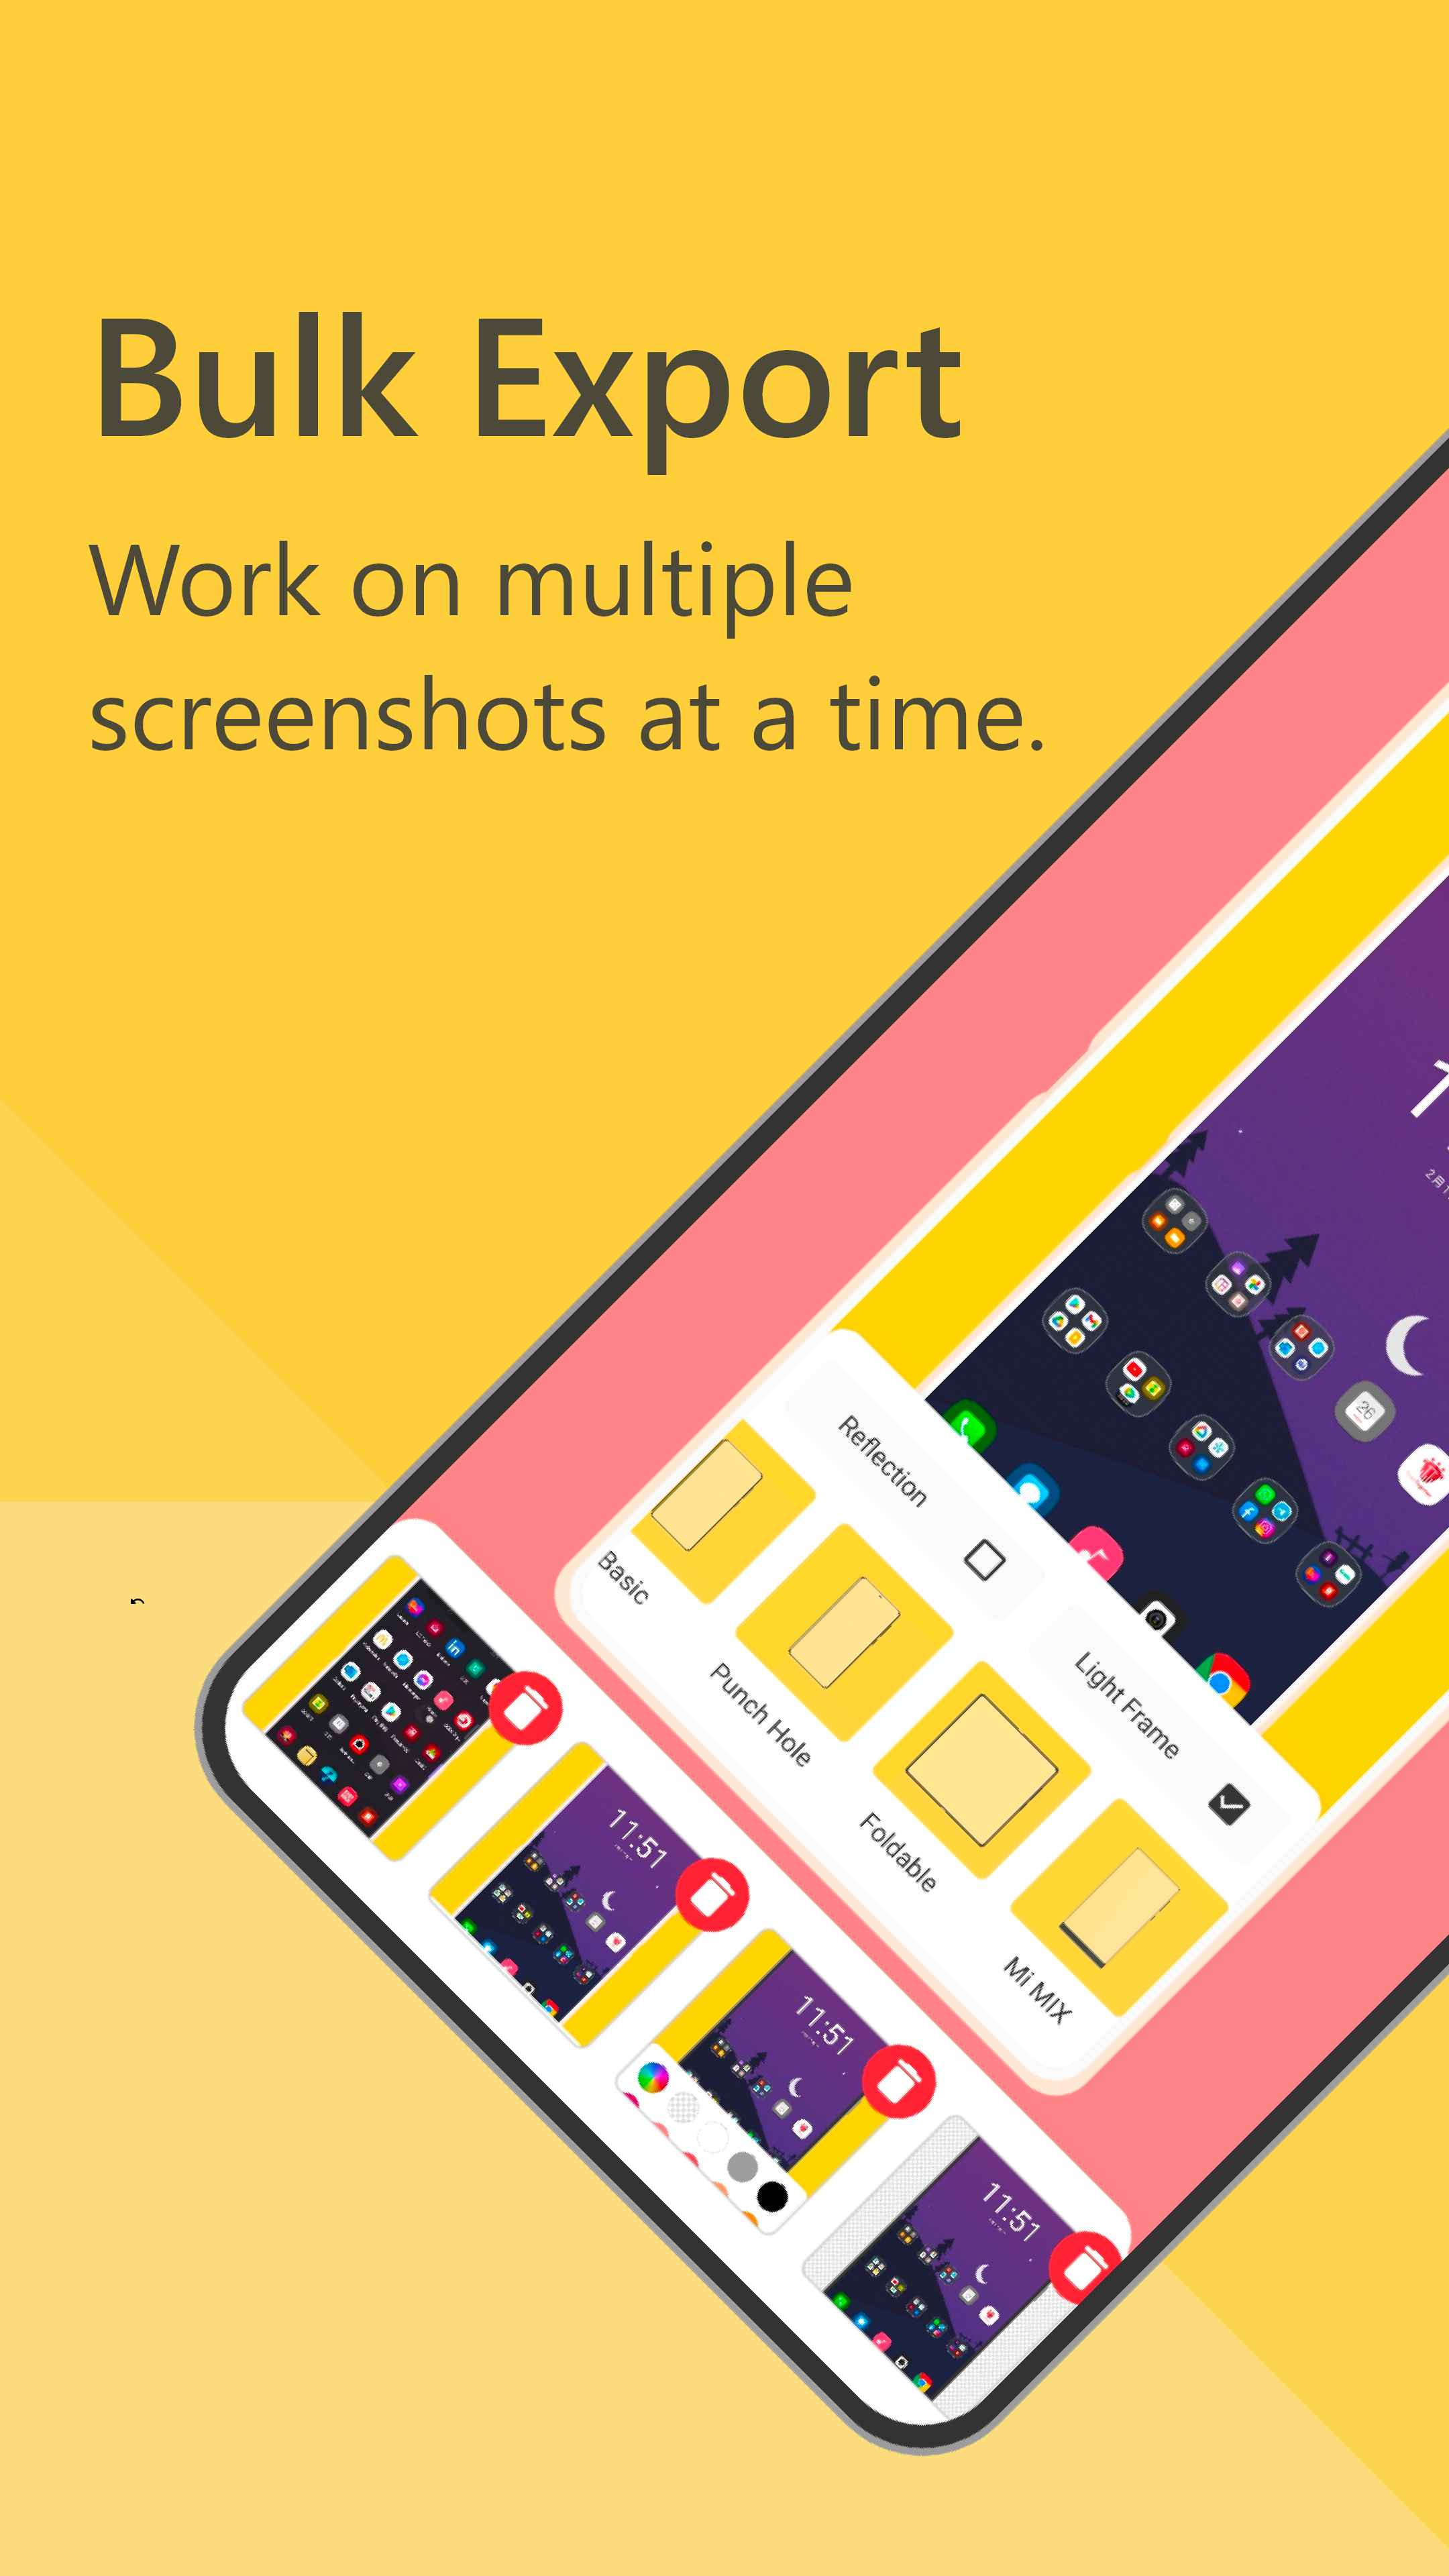 Bulk Export
Work on multiple
screenshots at a time.
Reflection
Light Frame
Basic
Punch Hole
Foldable
Mi MIX
26
11:51
11:51
11:51